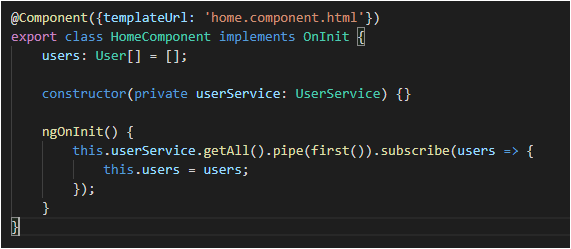 @Component({templateUrl: 'home.component.html'})
export class HomeComponent implements OnInit {
    users: User[] = [];

    constructor(private userService: UserService) {}

    ngOnInit() {
        this.userService.getAll().pipe(first()).subscribe(users => {
            this.users = users;
        });
    }
}